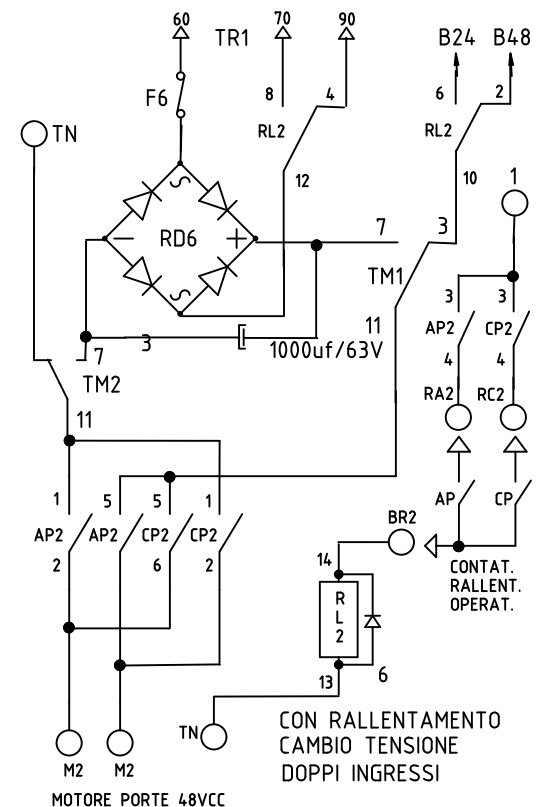 60
70
90
TR1
B24 B48
F6
8
4
6
2
RL2
RL2
TN
12
10
1
RD6
−
+
7
3
TM1
3
3
11
AP2
CP2
3
1000uf/63V
4
4
7
TM2
RA2
RC2
11
1
5
5
1
AP
CP
AP2
AP2
CP2
CP2
BR2
2
6
2
14
CONTAT.
RALLENT.
OPERAT.
R
L
2
13
6
TN
CON RALLENTAMENTO
CAMBIO TENSIONE
DOPPI INGRESSI
M2
M2
MOTORE PORTE 48VCC